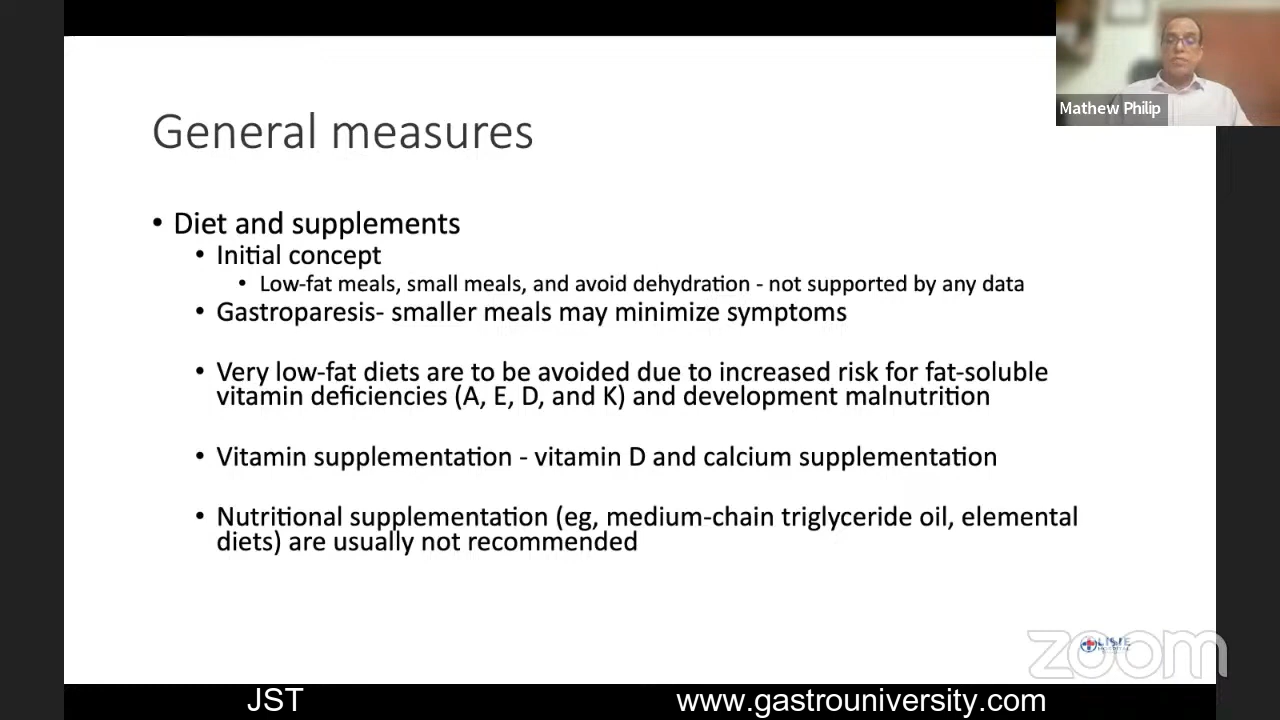 Mathew Philip
General measures
• Diet and supplements
• Initial concept
• Low-fat meals, small meals, and avoid dehydration - not supported by any data
• Gastroparesis- smaller meals may minimize symptoms
• Very low-fat diets are to be avoided due to increased risk for fat-soluble
vitamin deficiencies (A, E, D, and K) and development malnutrition
• Vitamin supplementation - vitamin D and calcium supplementation
• Nutritional supplementation (eg, medium-chain triglyceride oil, elemental
diets) are usually not recommended
LISIE
HOSPITAL
zoom
JST
www.gastrouniversity.com